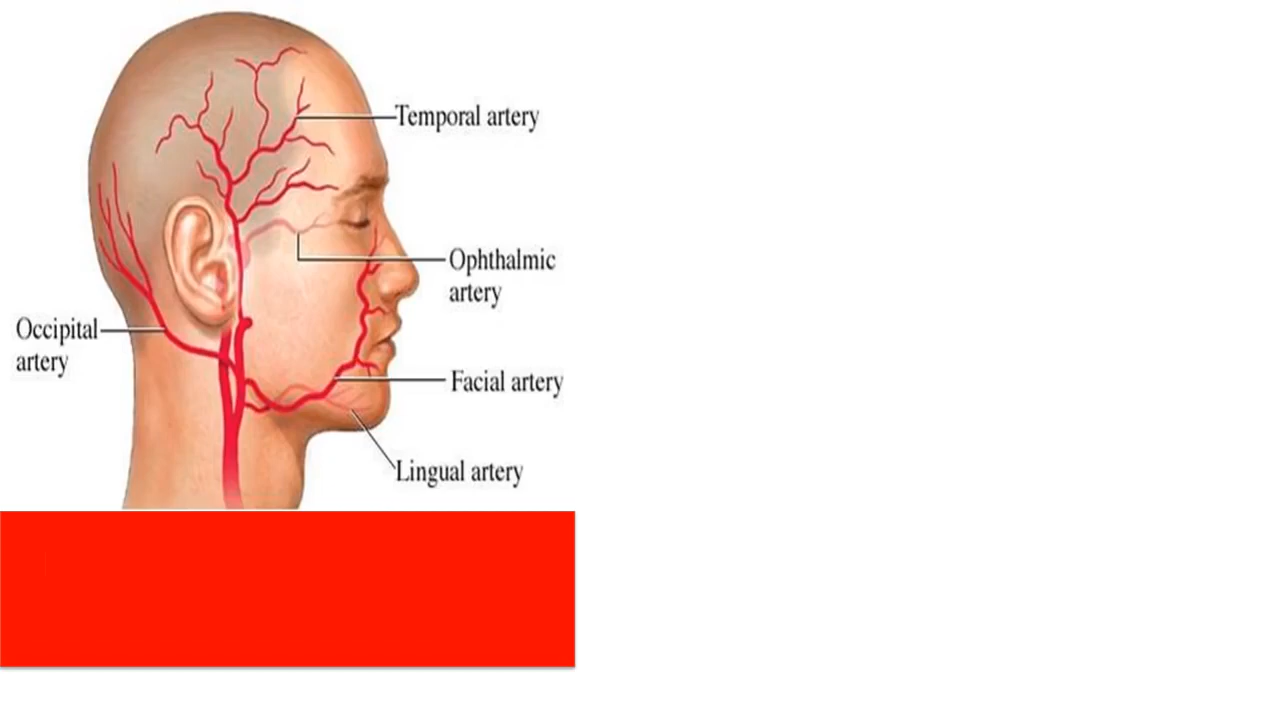 Temporal artery
Ophthalmic
artery
Occipital
artery
Facial artery
Lingual artery